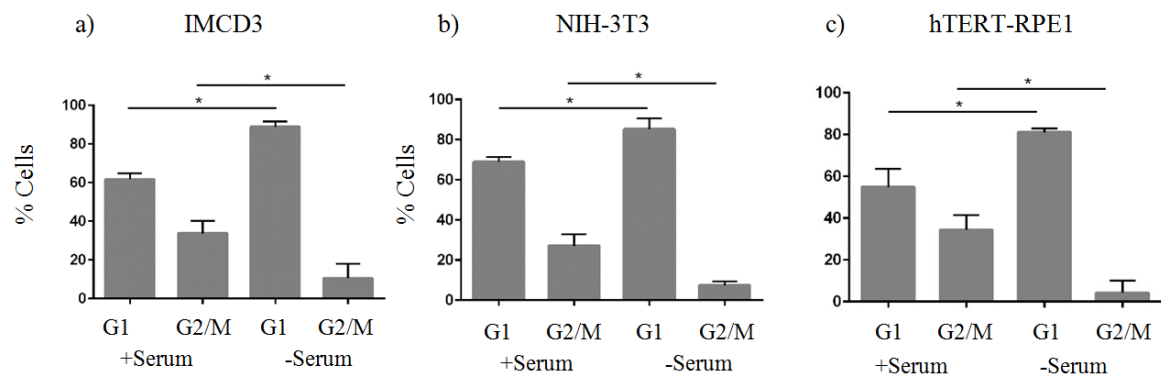 a) IMCD3
* *
% Cells
100
80
60
40
20
0
G1 G2/M G1 G2/M
+Serum -Serum
b) NIH-3T3
* *
% Cells
100
80
60
40
20
0
G1 G2/M G1 G2/M
+Serum -Serum
c) hTERT-RPE1
* *
100
80
60
40
20
0
G1 G2/M G1 G2/M
+Serum -Serum